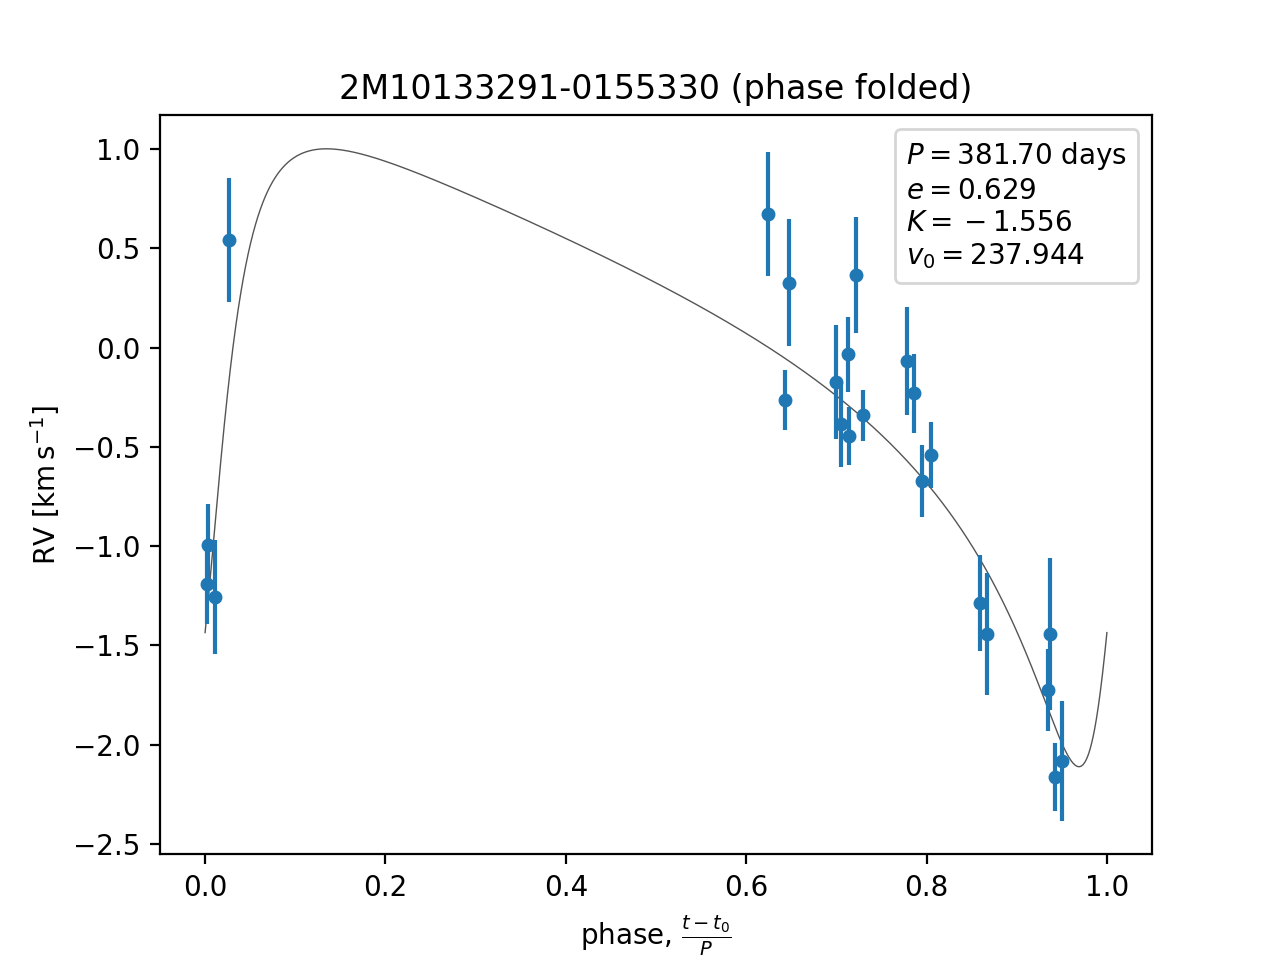 2M10133291-0155330 (phase folded)
P = 381.70 days
e = 0.629
K = −1.556
v₀ = 237.944
RV [km s⁻¹]
1.0
0.5
0.0
−0.5
−1.0
−1.5
−2.0
−2.5
0.0 0.2 0.4 0.6 0.8 1.0
phase, (t − t₀)/P